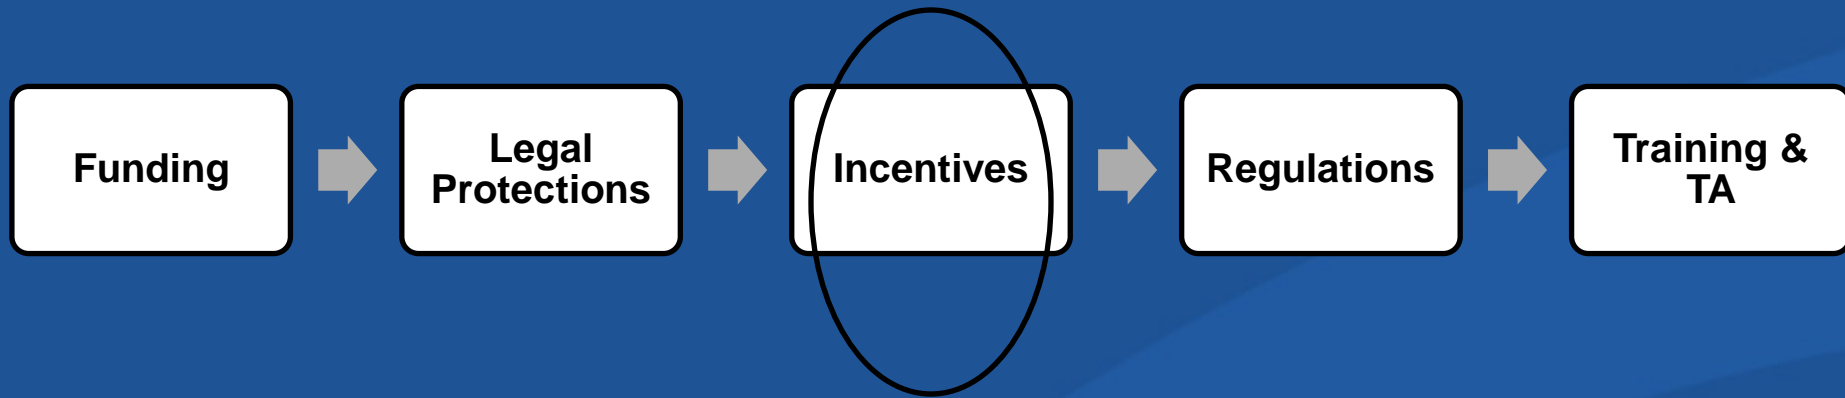 Funding
Legal
Protections
Incentives
Regulations
Training &
TA